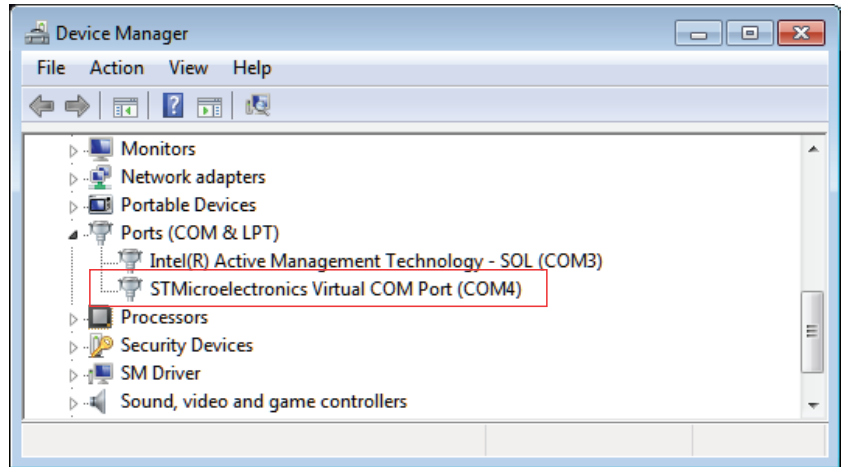 Device Manager
File Action View Help
?
Monitors
Network adapters
Portable Devices
Ports (COM & LPT)
Intel(R) Active Management Technology - SOL (COM3)
STMicroelectronics Virtual COM Port (COM4)
Processors
Security Devices
SM Driver
Sound, video and game controllers